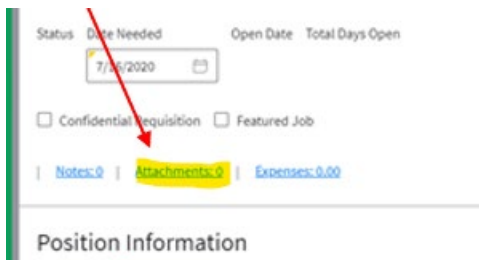 Status Date Needed Open Date Total Days Open
7/16/2020
Confidential Requisition Featured Job
| Notes: 0 | Attachments: 0 | Expenses: 0.00
Position Information